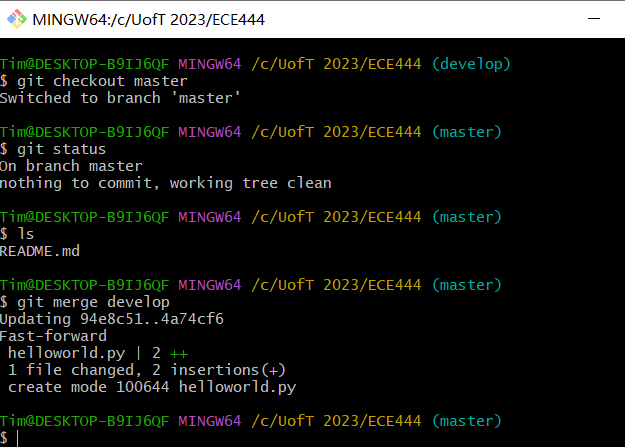 MINGW64:/c/UofT 2023/ECE444
Tim@DESKTOP-B9IJ6QF MINGW64 /c/UofT 2023/ECE444 (develop)
$ git checkout master
Switched to branch 'master'
Tim@DESKTOP-B9IJ6QF MINGW64 /c/UofT 2023/ECE444 (master)
$ git status
On branch master
nothing to commit, working tree clean
Tim@DESKTOP-B9IJ6QF MINGW64 /c/UofT 2023/ECE444 (master)
$ ls
README.md
Tim@DESKTOP-B9IJ6QF MINGW64 /c/UofT 2023/ECE444 (master)
$ git merge develop
Updating 94e8c51..4a74cf6
Fast-forward
 helloworld.py | 2 ++
 1 file changed, 2 insertions(+)
 create mode 100644 helloworld.py
Tim@DESKTOP-B9IJ6QF MINGW64 /c/UofT 2023/ECE444 (master)
$